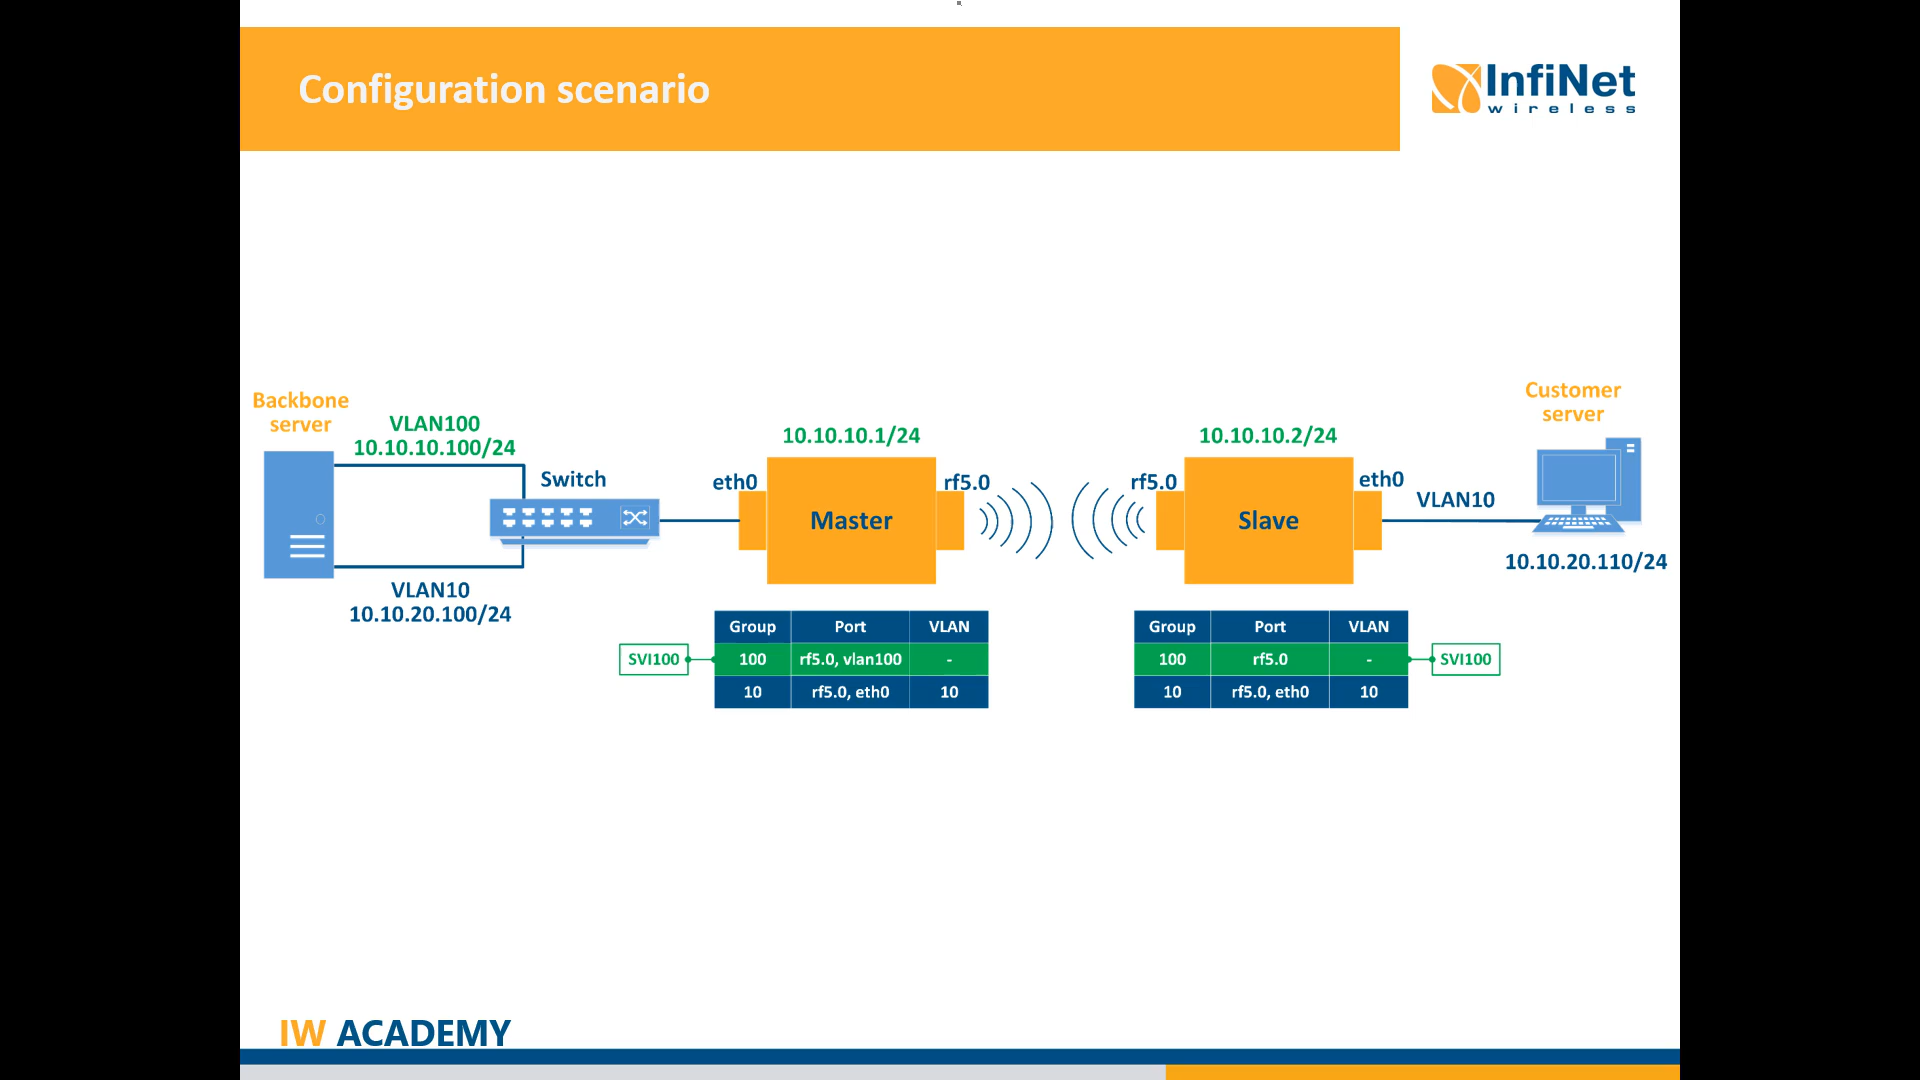 Configuration scenario
InfiNet
wireless
Backbone
server
VLAN100
10.10.10.100/24
Switch
VLAN10
10.10.20.100/24
10.10.10.1/24
eth0
rf5.0
Master
10.10.10.2/24
rf5.0
eth0
Slave
VLAN10
Customer
server
10.10.20.110/24
SVI100
Group Port VLAN
100 rf5.0, vlan100 -
10 rf5.0, eth0 10
Group Port VLAN
100 rf5.0 -
10 rf5.0, eth0 10
SVI100
IW ACADEMY